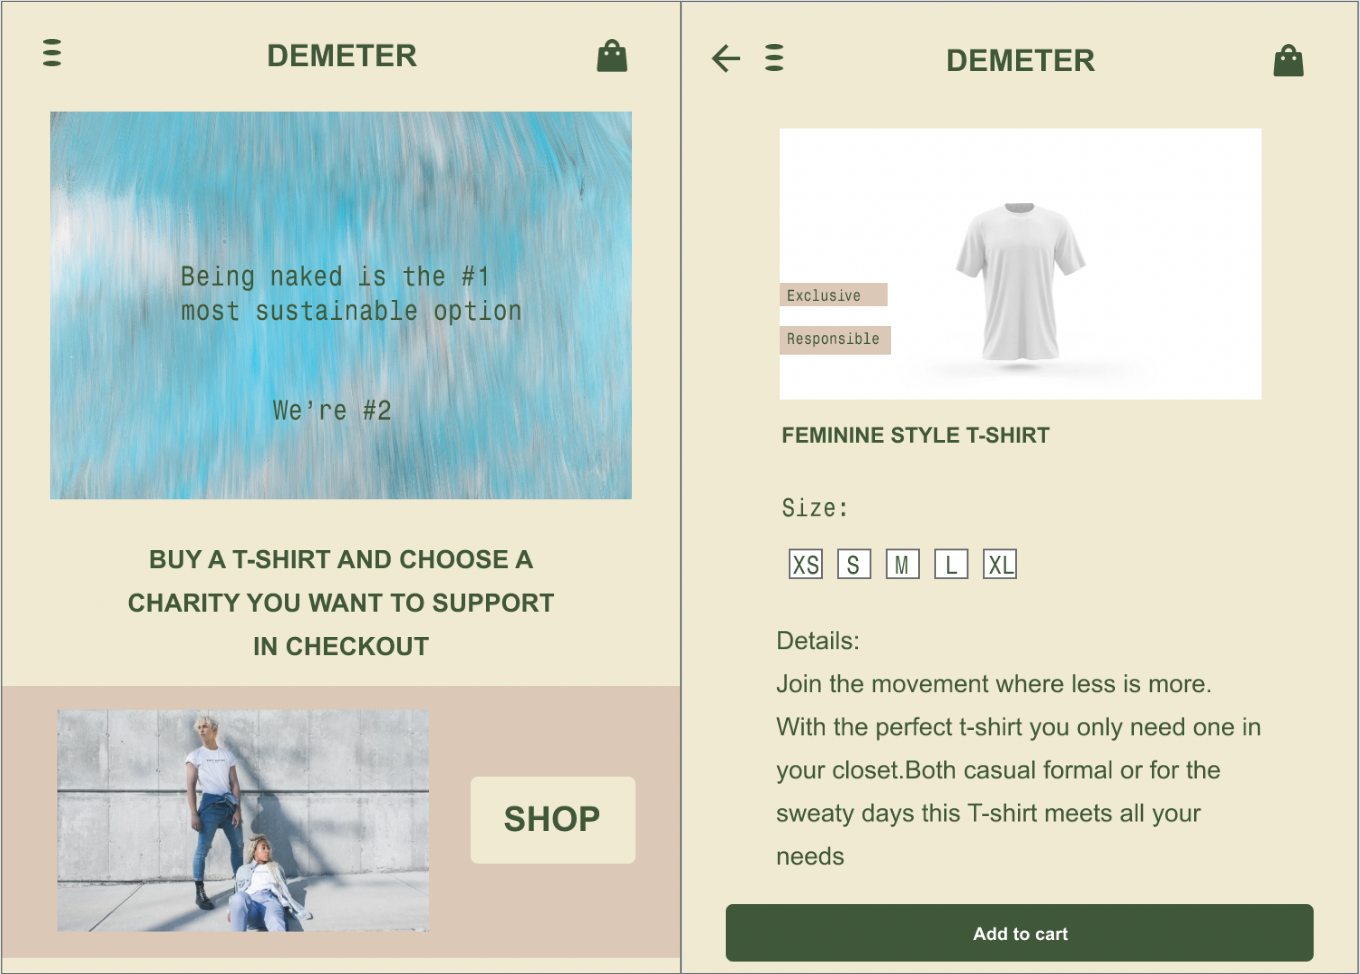 DEMETER
Being naked is the #1
most sustainable option
We’re #2
BUY A T-SHIRT AND CHOOSE A
CHARITY YOU WANT TO SUPPORT
IN CHECKOUT
SHOP
DEMETER
Exclusive
Responsible
FEMININE STYLE T-SHIRT
Size:
XS S M L XL
Details:
Join the movement where less is more.
With the perfect t-shirt you only need one in
your closet.Both casual formal or for the
sweaty days this T-shirt meets all your
needs
Add to cart